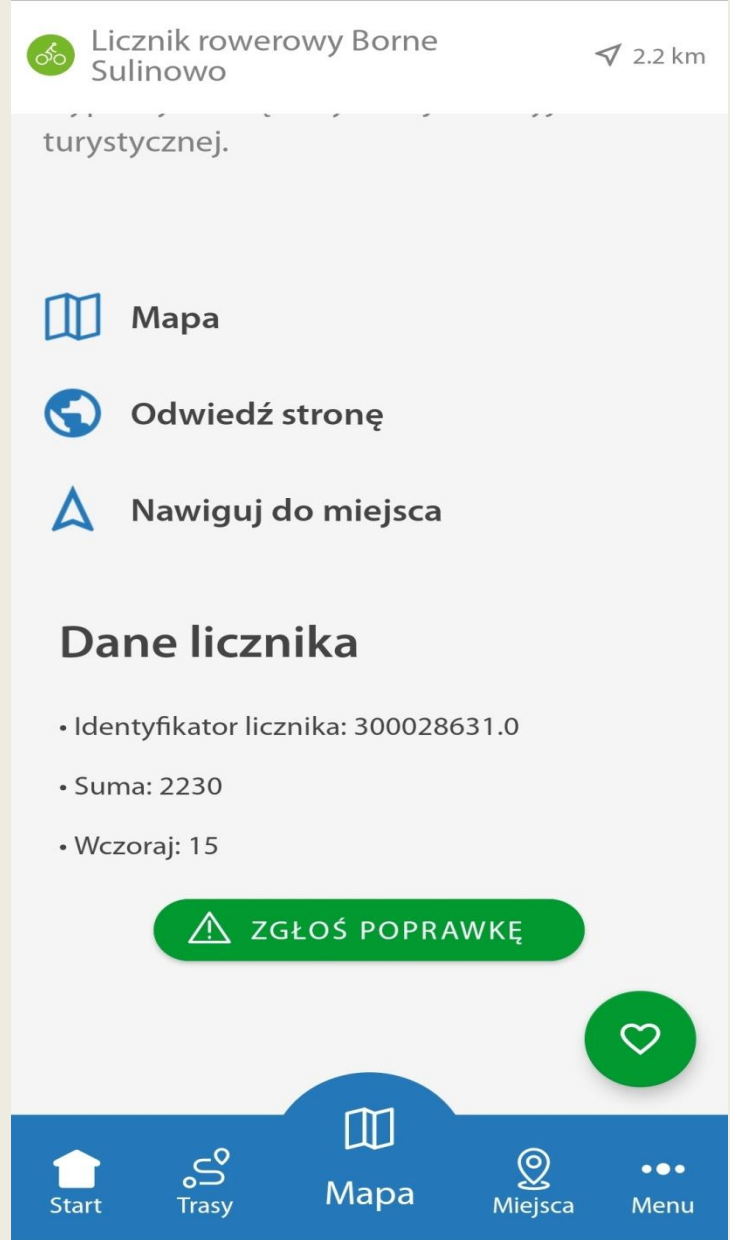 Licznik rowerowy Borne
Sulinowo
2.2 km
turystycznej.
Mapa
Odwiedź stronę
Nawiguj do miejsca
Dane licznika
• Identyfikator licznika: 300028631.0
• Suma: 2230
• Wczoraj: 15
ZGŁOŚ POPRAWKĘ
Start
Trasy
Mapa
Miejsca
Menu